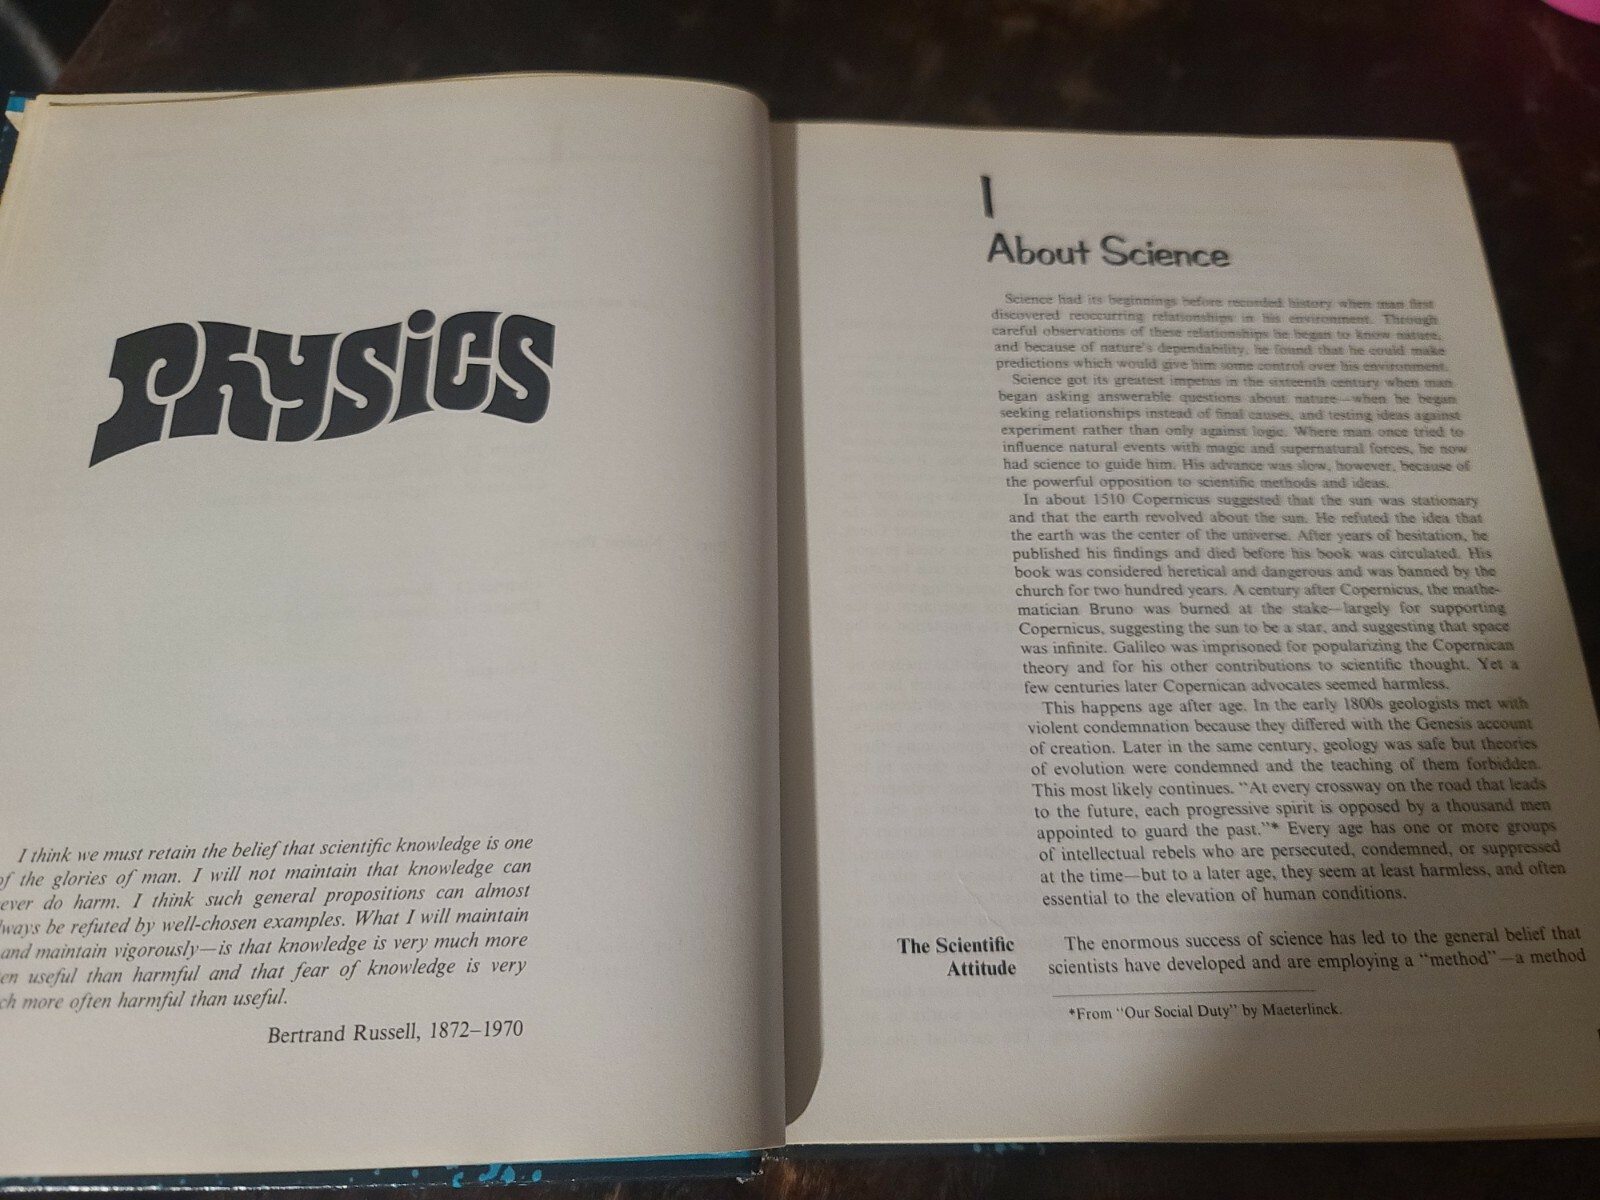 Physics
I think we must retain the belief that scientific knowledge is one
of the glories of man. I will not maintain that knowledge can
ever do harm. I think such general propositions can almost
be refuted by well-chosen examples. What I will maintain
and maintain vigorously—is that knowledge is very much more
useful than harmful and that fear of knowledge is very
more often harmful than useful.
Bertrand Russell, 1872–1970
1
About Science
Science had its beginnings before recorded history when man first
discovered reoccurring relationships in his environment. Through
careful observations of these relationships he began to know nature,
and because of nature's dependability, he found that he could make
predictions which would give him some control over his environment.
Science got its greatest impetus in the sixteenth century when man
began asking answerable questions about nature—when he began
seeking relationships instead of final causes, and testing ideas against
experiment rather than only against logic. Where man once tried to
influence natural events with magic and supernatural forces, he now
had science to guide him. His advance was slow, however, because of
the powerful opposition to scientific methods and ideas.
In about 1510 Copernicus suggested that the sun was stationary
and that the earth revolved about the sun. He refuted the idea that
the earth was the center of the universe. After years of hesitation, he
published his findings and died before his book was circulated. His
book was considered heretical and dangerous and was banned by the
church for two hundred years. A century after Copernicus, the mathe-
matician Bruno was burned at the stake—largely for supporting
Copernicus, suggesting the sun to be a star, and suggesting that space
was infinite. Galileo was imprisoned for popularizing the Copernican
theory and for his other contributions to scientific thought. Yet a
few centuries later Copernican advocates seemed harmless.
This happens age after age. In the early 1800s geologists met with
violent condemnation because they differed with the Genesis account
of creation. Later in the same century, geology was safe but theories
of evolution were condemned and the teaching of them forbidden.
This most likely continues. "At every crossway on the road that leads
to the future, each progressive spirit is opposed by a thousand men
appointed to guard the past."* Every age has one or more groups
of intellectual rebels who are persecuted, condemned, or suppressed
at the time—but to a later age, they seem at least harmless, and often
essential to the elevation of human conditions.
The Scientific
Attitude
The enormous success of science has led to the general belief that
scientists have developed and are employing a "method"—a method
*From "Our Social Duty" by Maeterlinck.